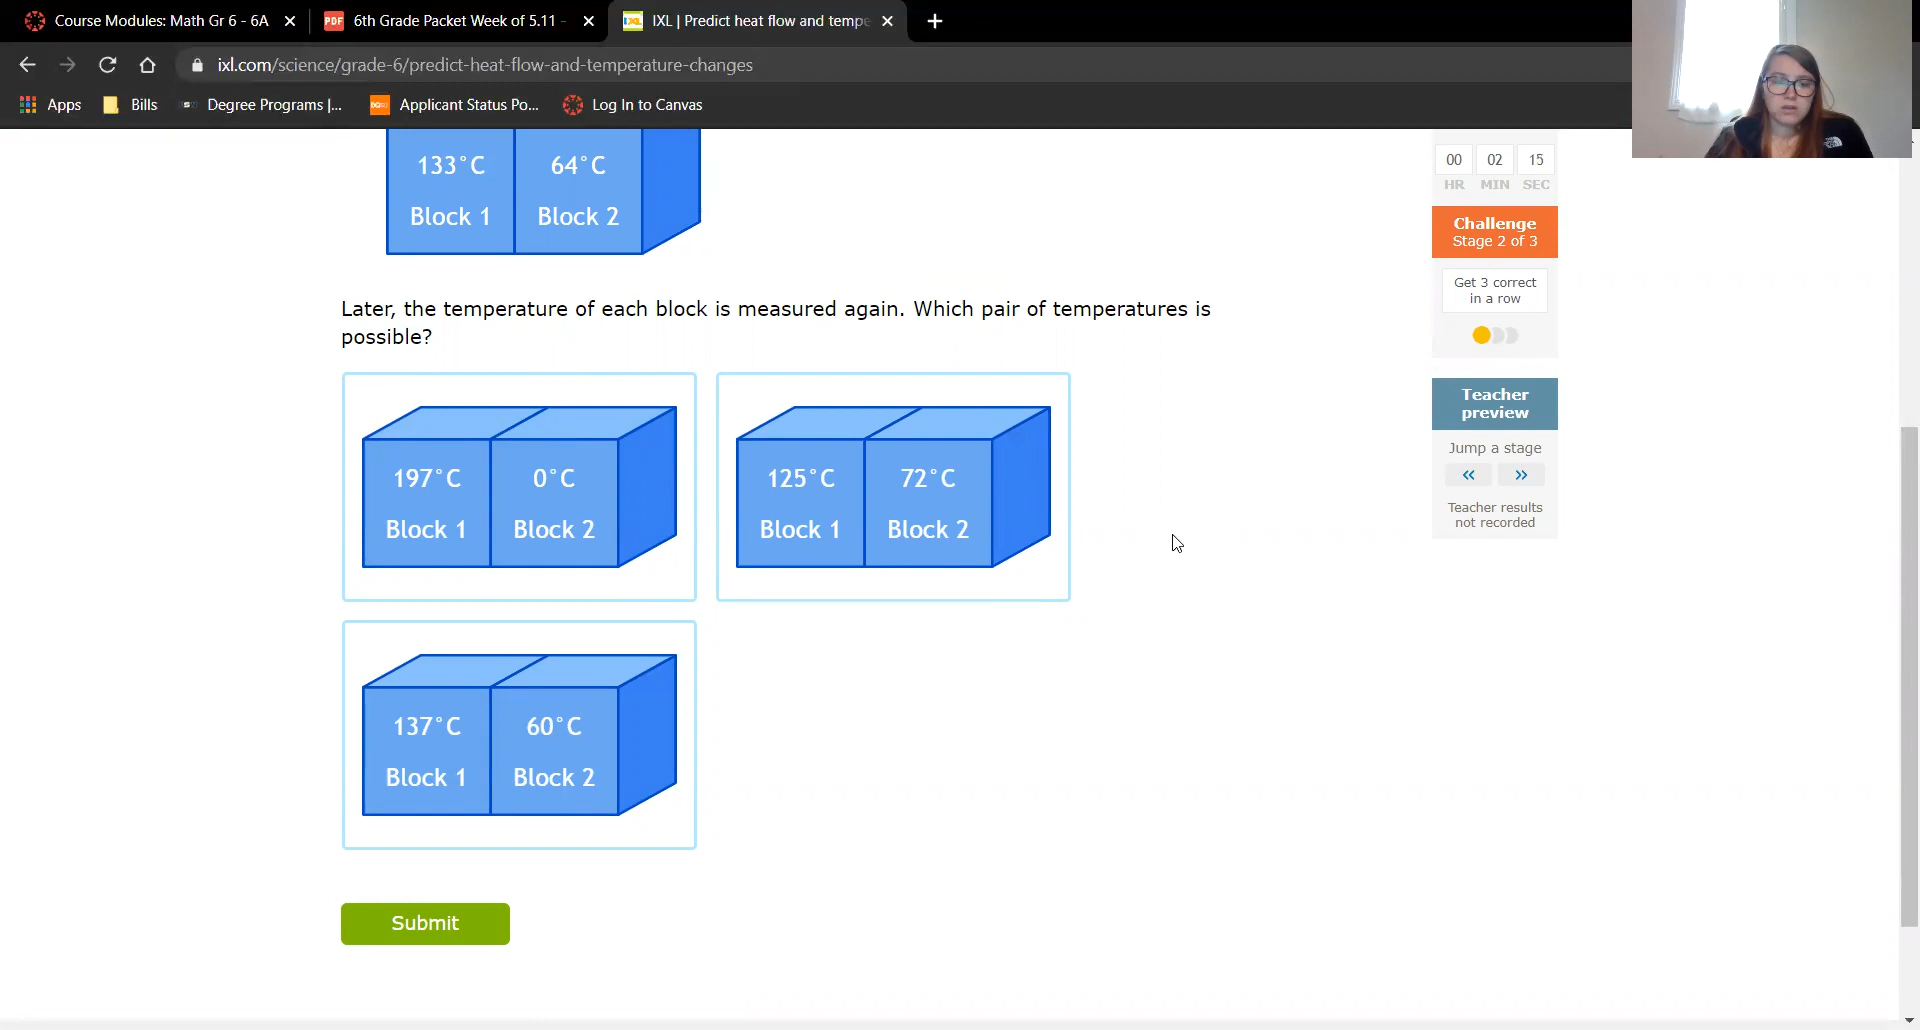 Course Modules: Math Gr 6 - 6A
PDF
6th Grade Packet Week of 5.11 -
IXL
IXL | Predict heat flow and tempe
ixl.com/science/grade-6/predict-heat-flow-and-temperature-changes
Apps
Bills
Degree Programs |...
Applicant Status Po...
Log In to Canvas
133°C
64°C
Block 1
Block 2
Later, the temperature of each block is measured again. Which pair of temperatures is
possible?
197°C
0°C
Block 1
Block 2
125°C
72°C
Block 1
Block 2
137°C
60°C
Block 1
Block 2
Submit
00 02 15
HR MIN SEC
Challenge
Stage 2 of 3
Get 3 correct
in a row
Teacher
preview
Jump a stage
« »
Teacher results
not recorded